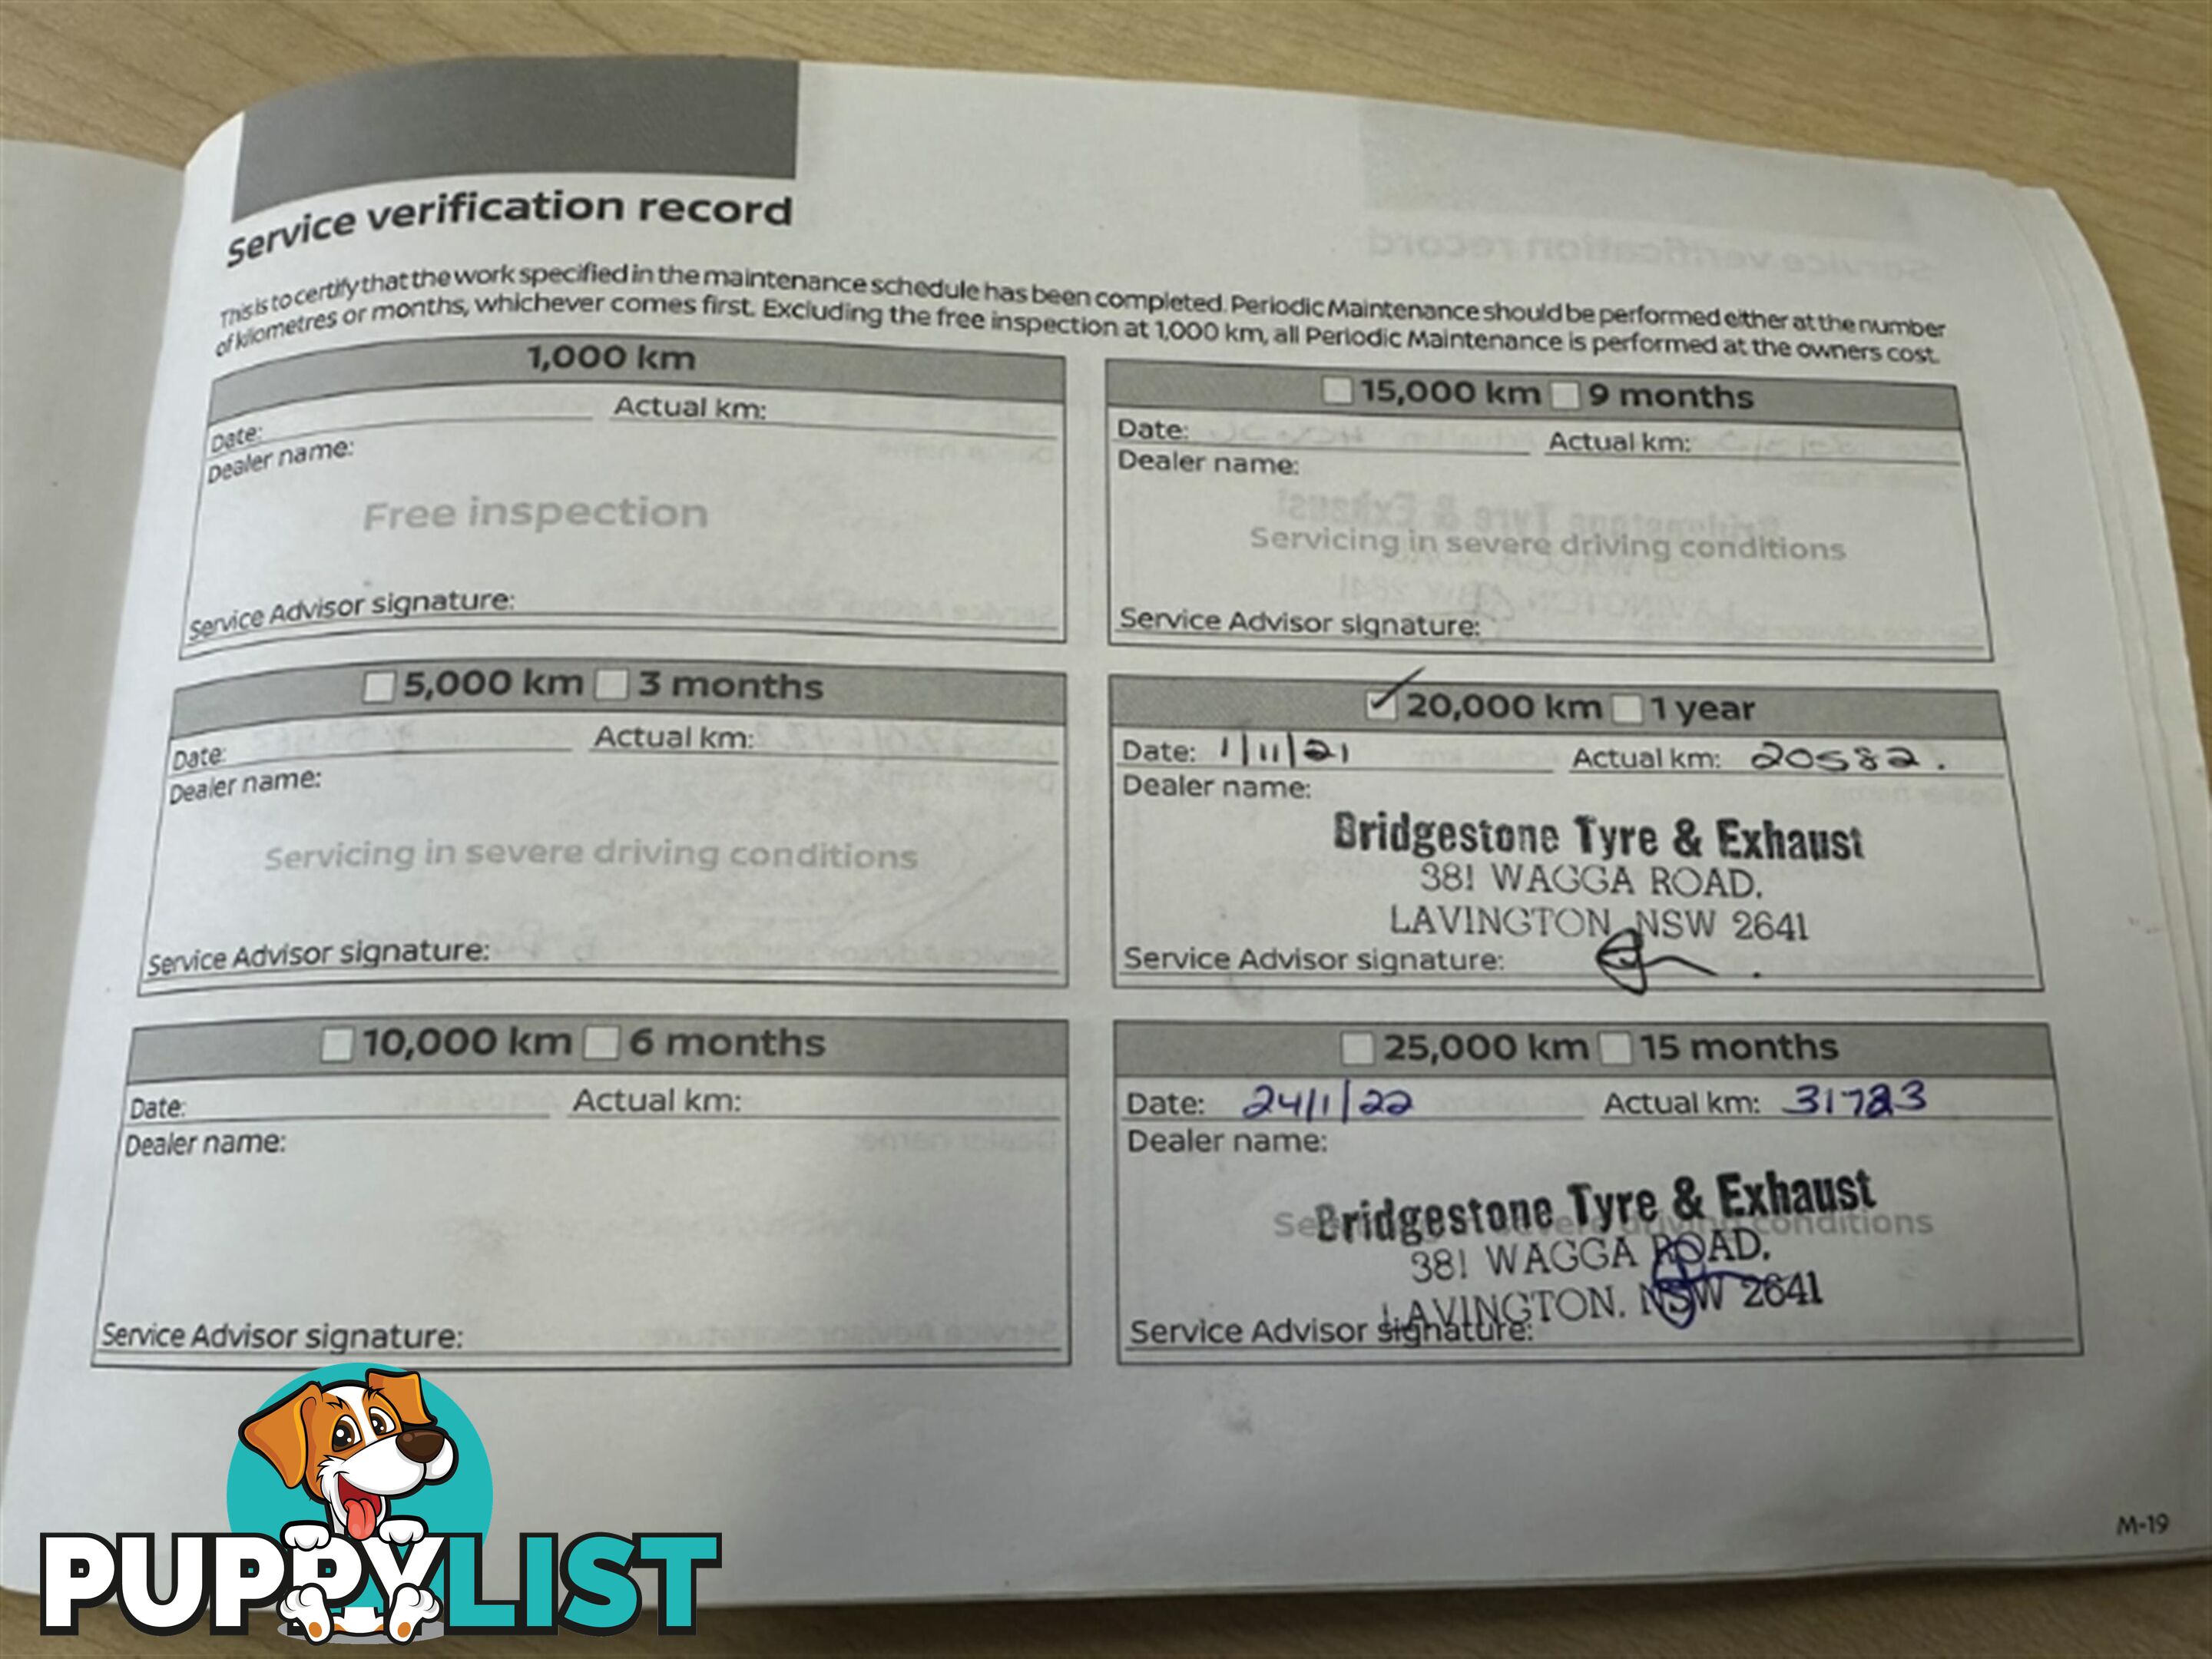 Service verification record
This is to certify that the work specified in the maintenance schedule has been completed. Periodic Maintenance should be performed either at the number
of kilometres or months, whichever comes first. Excluding the free inspection at 1,000 km, all Periodic Maintenance is performed at the owners cost.
1,000 km
Date: Actual km:
Dealer name:
Free inspection
Service Advisor signature:
5,000 km 3 months
Date: Actual km:
Dealer name:
Servicing in severe driving conditions
Service Advisor signature:
10,000 km 6 months
Date: Actual km:
Dealer name:
Service Advisor signature:
15,000 km 9 months
Date: Actual km:
Dealer name:
Servicing in severe driving conditions
Service Advisor signature:
20,000 km 1 year
Date: 1/11/21 Actual km: 20582.
Dealer name:
Bridgestone Tyre & Exhaust
381 WAGGA ROAD.
LAVINGTON. NSW 2641
Service Advisor signature:
25,000 km 15 months
Date: 24/1/22 Actual km: 31723
Dealer name:
Bridgestone Tyre & Exhaust
conditions
381 WAGGA ROAD.
LAVINGTON. NSW 2641
Service Advisor signature:
M-19
PUPPYLIST